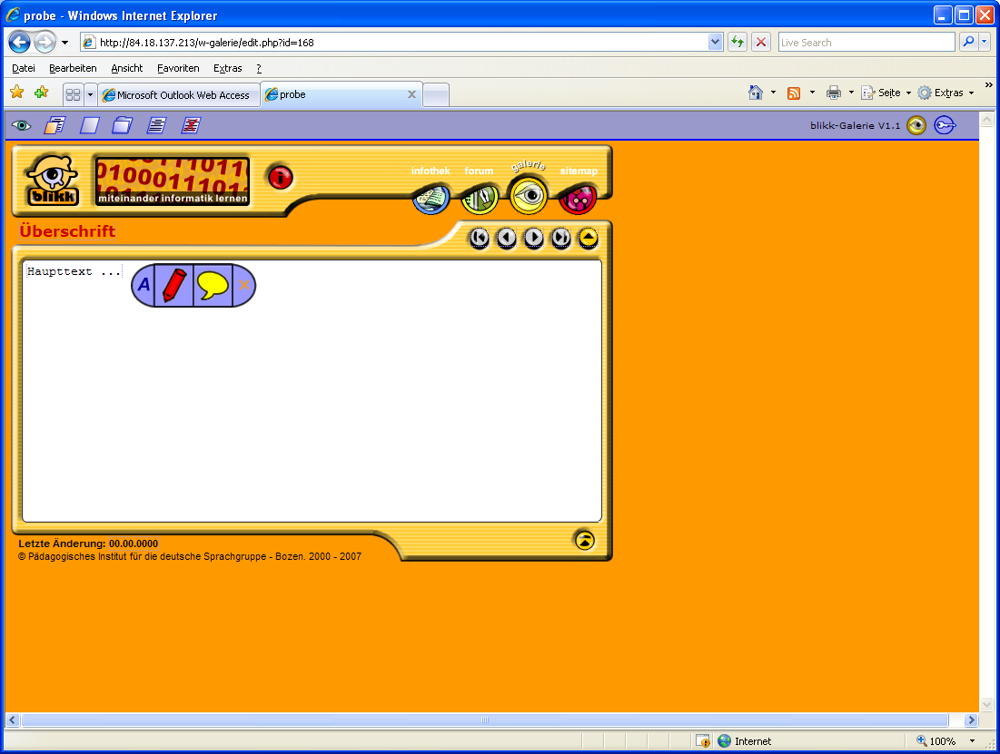 probe - Windows Internet Explorer
http://84.18.137.213/w-galerie/edit.php?id=168
Live Search
Datei Bearbeiten Ansicht Favoriten Extras ?
Microsoft Outlook Web Access probe Seite Extras »
blikk-Galerie V1.1
infothek forum galerie sitemap
01000111011
blikk miteinander informatik lernen i
Überschrift
Haupttext ... A
Letzte Änderung: 00.00.0000
© Pädagogisches Institut für die deutsche Sprachgruppe - Bozen. 2000 - 2007
Internet 100%